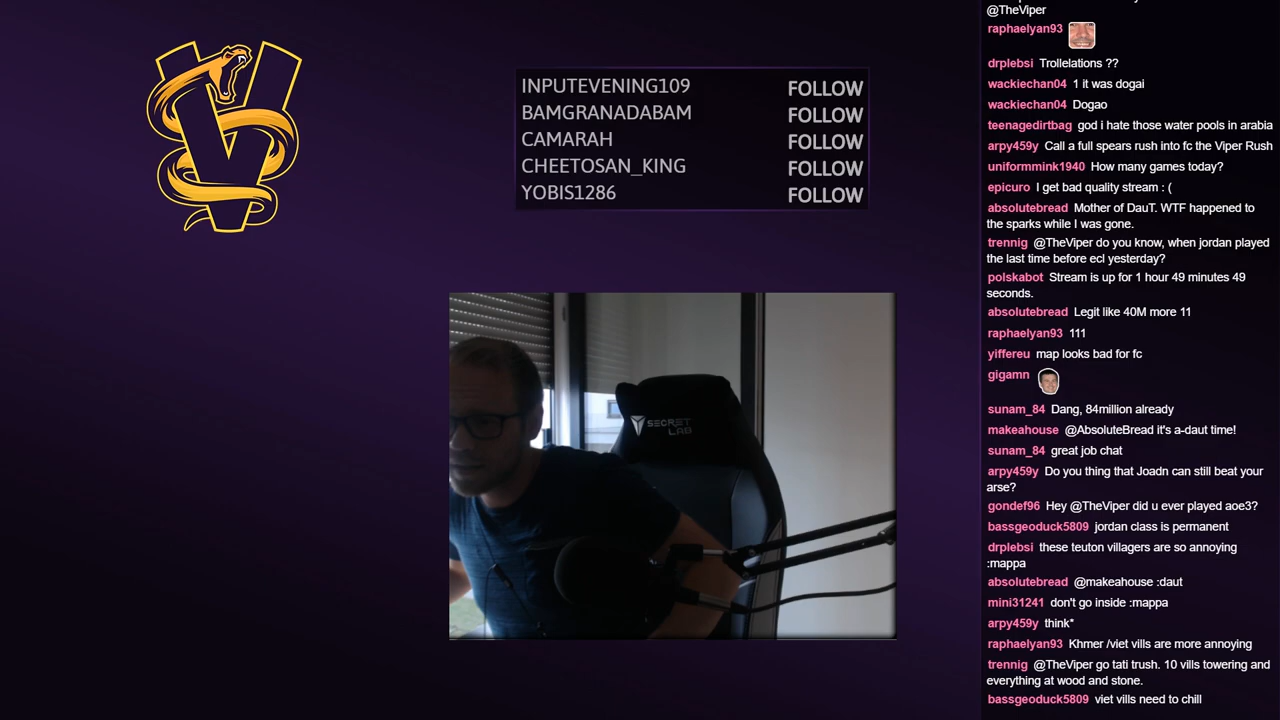 INPUTEVENING109 FOLLOW
BAMGRANADABAM FOLLOW
CAMARAH FOLLOW
CHEETOSAN_KING FOLLOW
YOBIS1286 FOLLOW
SECRET
LAB
@TheViper
raphaelyan93
drplebsi Trollelations ??
wackiechan04 1 it was dogai
wackiechan04 Dogao
teenagedirtbag god i hate those water pools in arabia
arpy459y Call a full spears rush into fc the Viper Rush
uniformmink1940 How many games today?
epicuro I get bad quality stream : (
absolutebread Mother of DauT. WTF happened to
the sparks while I was gone.
trennig @TheViper do you know, when jordan played
the last time before ecl yesterday?
polskabot Stream is up for 1 hour 49 minutes 49
seconds.
absolutebread Legit like 40M more 11
raphaelyan93 111
yiffereu map looks bad for fc
gigamn
sunam_84 Dang, 84million already
makeahouse @AbsoluteBread it's a-daut time!
sunam_84 great job chat
arpy459y Do you thing that Joadn can still beat your
arse?
gondef96 Hey @TheViper did u ever played aoe3?
bassgeoduck5809 jordan class is permanent
drplebsi these teuton villagers are so annoying
:mappa
absolutebread @makeahouse :daut
mini31241 don't go inside :mappa
arpy459y think*
raphaelyan93 Khmer /viet vills are more annoying
trennig @TheViper go tati trush. 10 vills towering and
everything at wood and stone.
bassgeoduck5809 viet vills need to chill